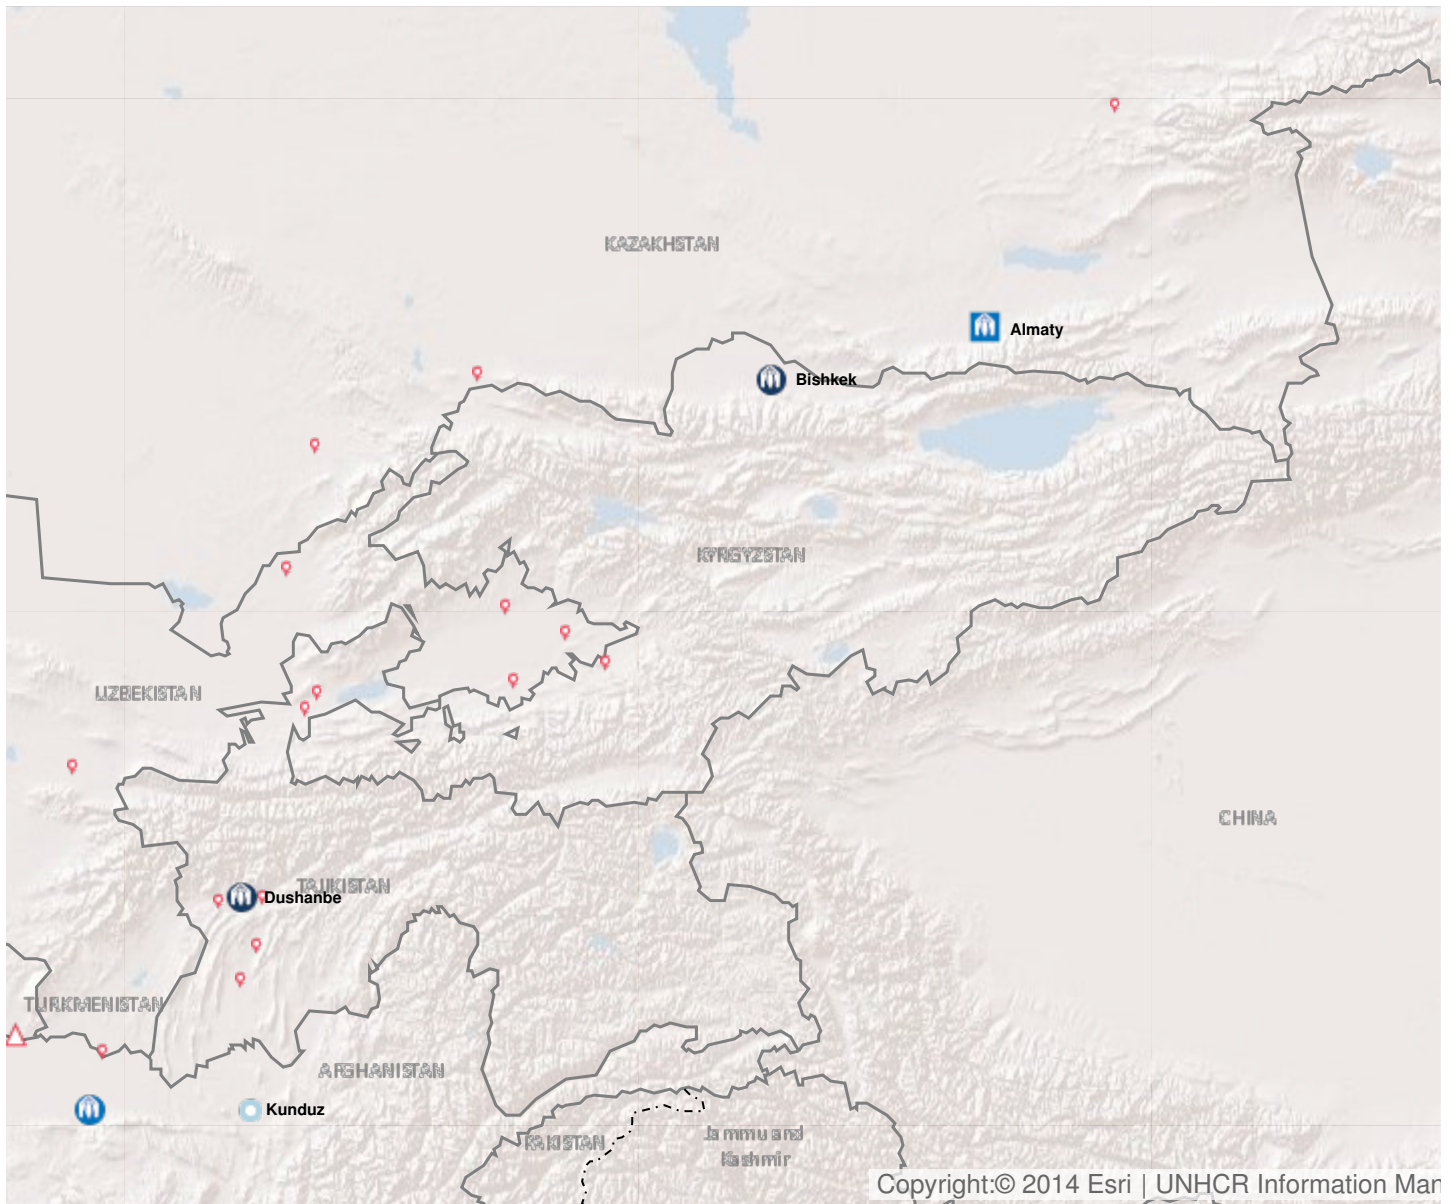 KAZAKHSTAN
Almaty
Bishkek
KYRGYZSTAN
UZBEKISTAN
CHINA
TAJIKISTAN
Dushanbe
TURKMENISTAN
AFGHANISTAN
Kunduz
PAKISTAN
Jammu and
Kashmir
Copyright:© 2014 Esri | UNHCR Information Man